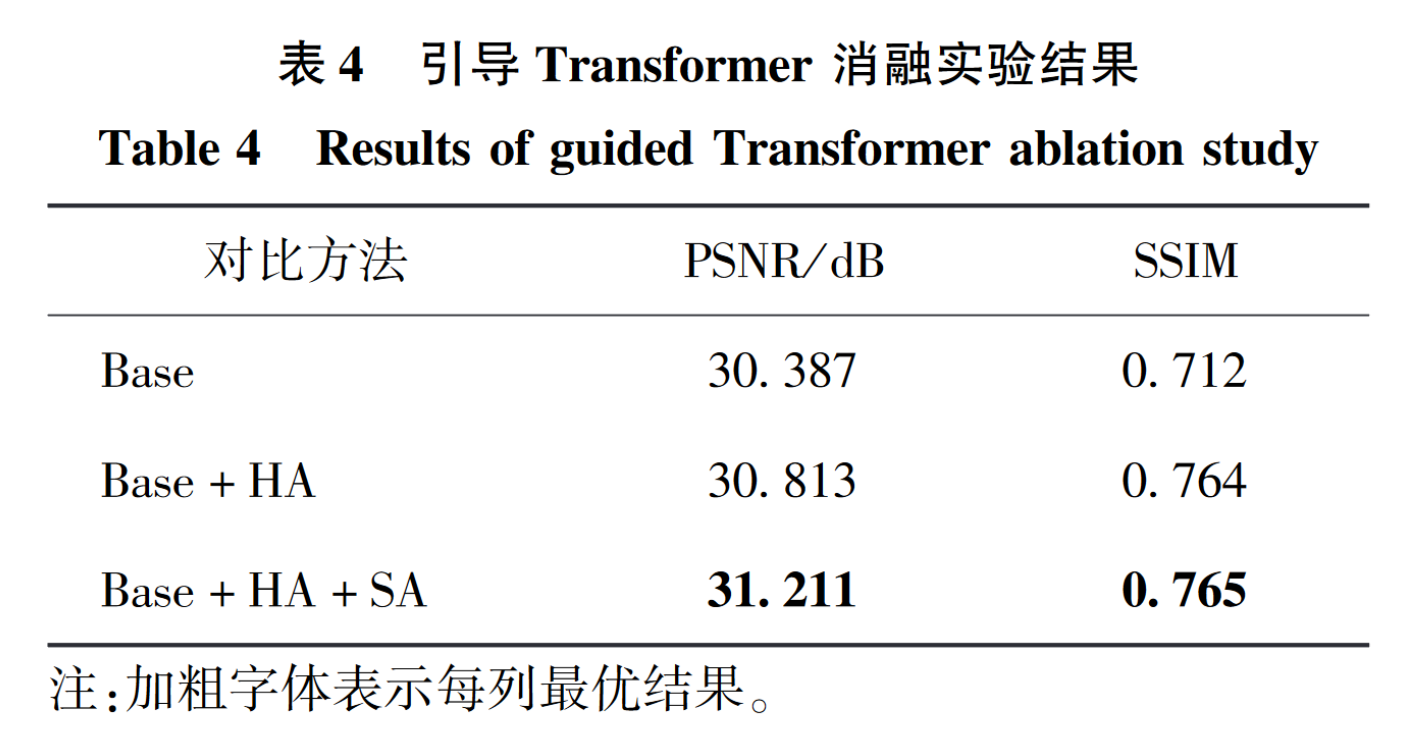 表4 引导 Transformer 消融实验结果
Table 4 Results of guided Transformer ablation study
对比方法 PSNR/dB SSIM
Base 30.387 0.712
Base + HA 30.813 0.764
Base + HA + SA 31.211 0.765
注:加粗字体表示每列最优结果。